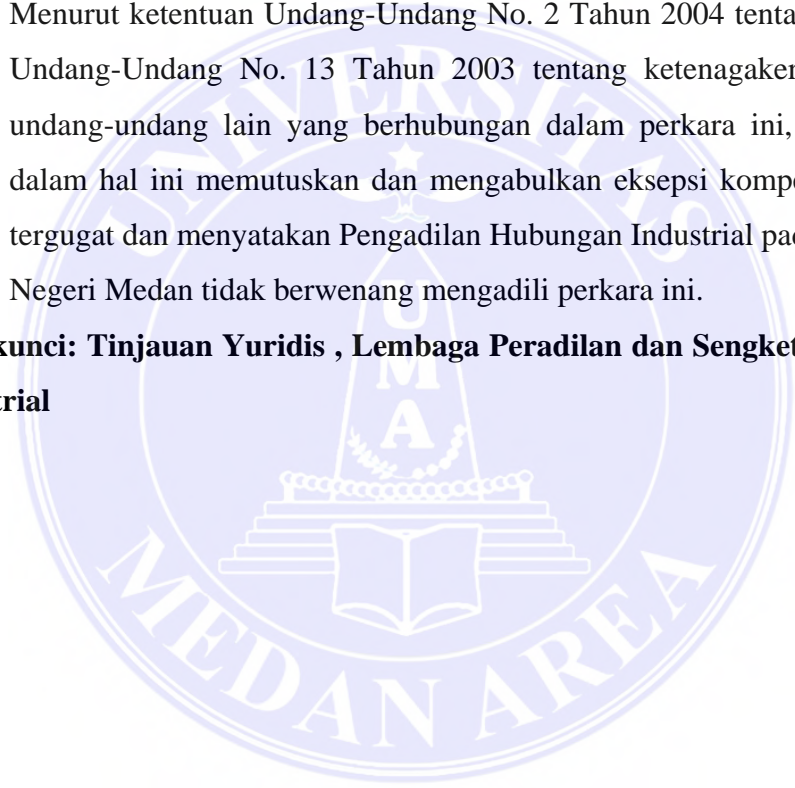 Menurut ketentuan Undang-Undang No. 2 Tahun 2004 tenta
Undang-Undang No. 13 Tahun 2003 tentang ketenagaker
undang-undang lain yang berhubungan dalam perkara ini,
dalam hal ini memutuskan dan mengabulkan eksepsi kompe
tergugat dan menyatakan Pengadilan Hubungan Industrial pa
Negeri Medan tidak berwenang mengadili perkara ini.
kunci: Tinjauan Yuridis , Lembaga Peradilan dan Sengket
trial
UNIVERSITAS
UMA
MEDAN AREA